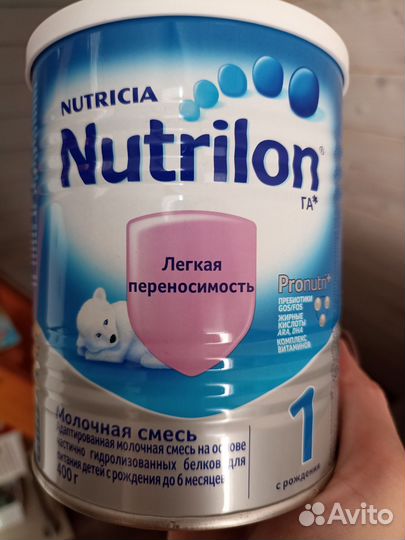 NUTRICIA
Nutrilon®
ГА*
Легкая
переносимость
Pronutri+
ПРЕБИОТИКИ
GOS/FOS
ЖИРНЫЕ
КИСЛОТЫ
ARA, DHA
КОМПЛЕКС
ВИТАМИНОВ
Молочная смесь
Адаптированная молочная смесь на основе
частично гидролизованных белков для
питания детей с рождения до 6 месяцев
400 г
1
с рождения
Avito